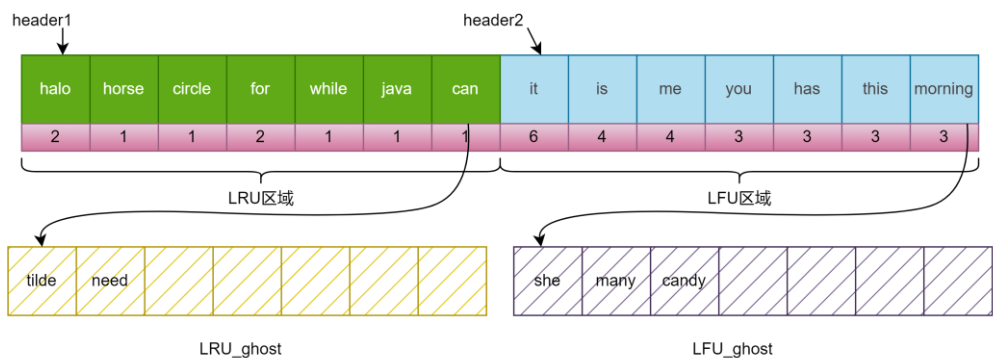 header1 header2
halo horse circle for while java can it is me you has this morning
2 1 1 2 1 1 1 6 4 4 3 3 3 3
LRU区域 LFU区域
tilde need she many candy
LRU_ghost LFU_ghost